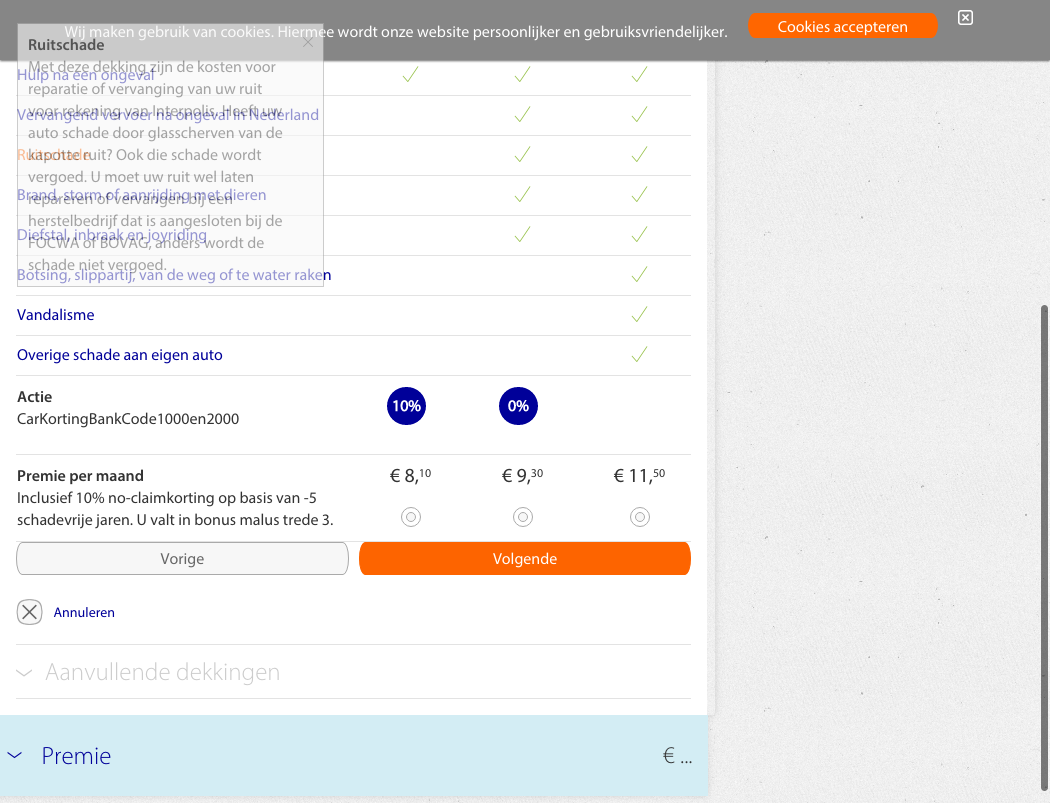 Wij maken gebruik van cookies. Hiermee wordt onze website persoonlijker en gebruiksvriendelijker.
Cookies accepteren
Ruitschade
Met deze dekking zijn de kosten voor
reparatie of vervanging van uw ruit
voor rekening van Interpolis. Heeft uw
auto schade door glasscherven van de
kapotte ruit? Ook die schade wordt
vergoed. U moet uw ruit wel laten
repareren of vervangen bij een
herstelbedrijf dat is aangesloten bij de
FOCWA of BOVAG, anders wordt de
schade niet vergoed.
Hulp na een ongeval
Vervangend vervoer na ongeval in Nederland
Ruitschade
Brand, storm of aanrijding met dieren
Diefstal, inbraak en joyriding
Botsing, slippartij, van de weg of te water raken
Vandalisme
Overige schade aan eigen auto
Actie
CarKortingBankCode1000en2000
10%
0%
Premie per maand
Inclusief 10% no-claimkorting op basis van -5
schadevrije jaren. U valt in bonus malus trede 3.
€ 8,10
€ 9,30
€ 11,50
Vorige
Volgende
Annuleren
Aanvullende dekkingen
Premie
€ ...